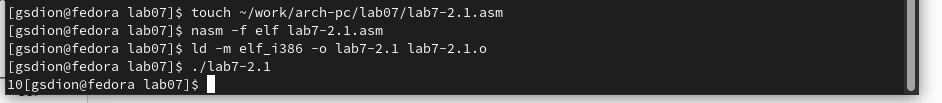 [gsdion@fedora lab07]$ touch ~/work/arch-pc/lab07/lab7-2.1.asm
[gsdion@fedora lab07]$ nasm -f elf lab7-2.1.asm
[gsdion@fedora lab07]$ ld -m elf_i386 -o lab7-2.1 lab7-2.1.o
[gsdion@fedora lab07]$ ./lab7-2.1
10[gsdion@fedora lab07]$